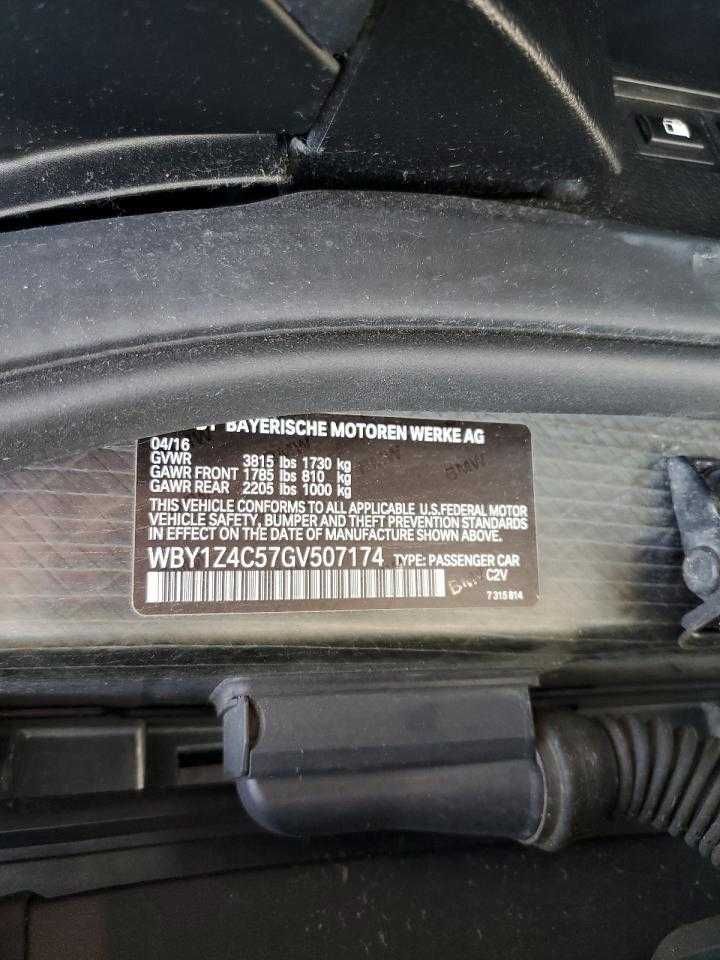 BY BAYERISCHE MOTOREN WERKE AG
04/16
GVWR 3815 lbs 1730 kg
GAWR FRONT 1785 lbs 810 kg
GAWR REAR 2205 lbs 1000 kg
THIS VEHICLE CONFORMS TO ALL APPLICABLE U.S.FEDERAL MOTOR
VEHICLE SAFETY, BUMPER AND THEFT PREVENTION STANDARDS
IN EFFECT ON THE DATE OF MANUFACTURE SHOWN ABOVE.
WBY1Z4C57GV507174 TYPE: PASSENGER CAR
C2V
7 315 814
BMW